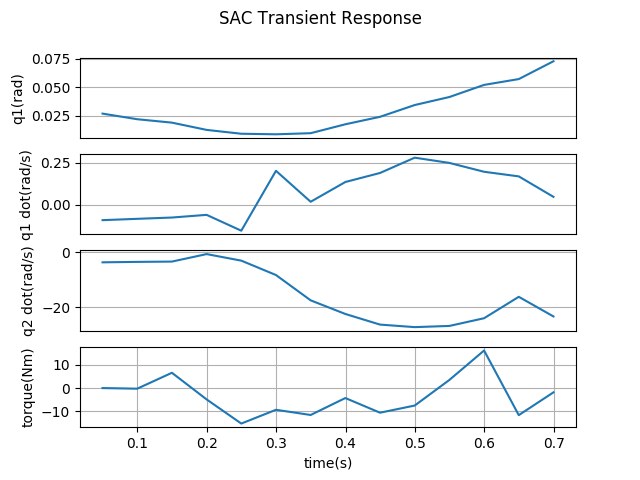 SAC Transient Response
q1(rad)
0.075
0.050
0.025
q1 dot(rad/s)
0.25
0.00
q2 dot(rad/s)
0
−20
torque(Nm)
10
0
−10
0.1 0.2 0.3 0.4 0.5 0.6 0.7
time(s)